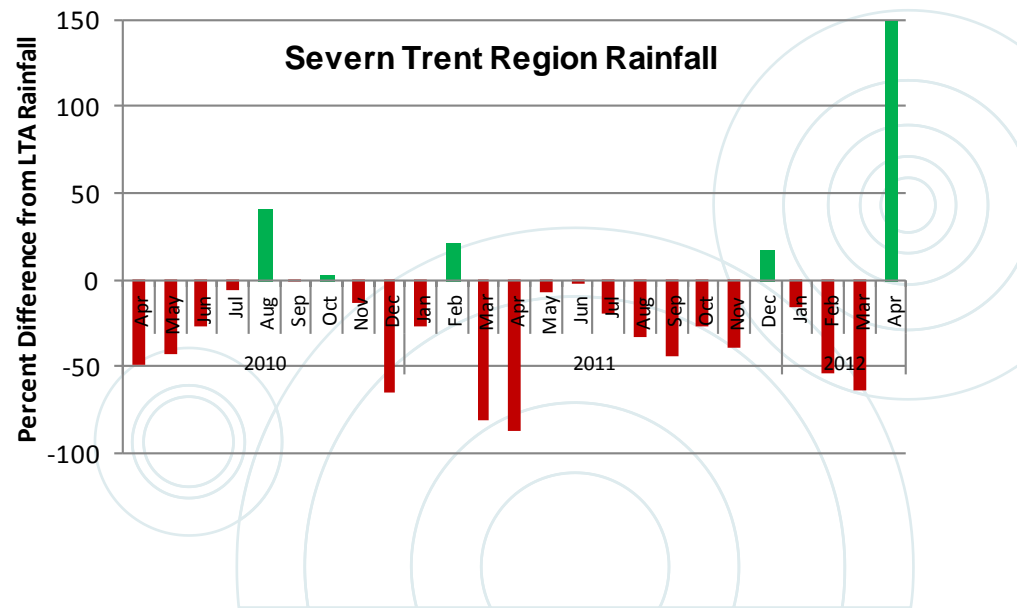 Severn Trent Region Rainfall
Percent Difference from LTA Rainfall
150
100
50
0
-50
-100
Apr May Jun Jul Aug Sep Oct Nov Dec Jan Feb Mar Apr May Jun Jul Aug Sep Oct Nov Dec Jan Feb Mar Apr
2010 2011 2012